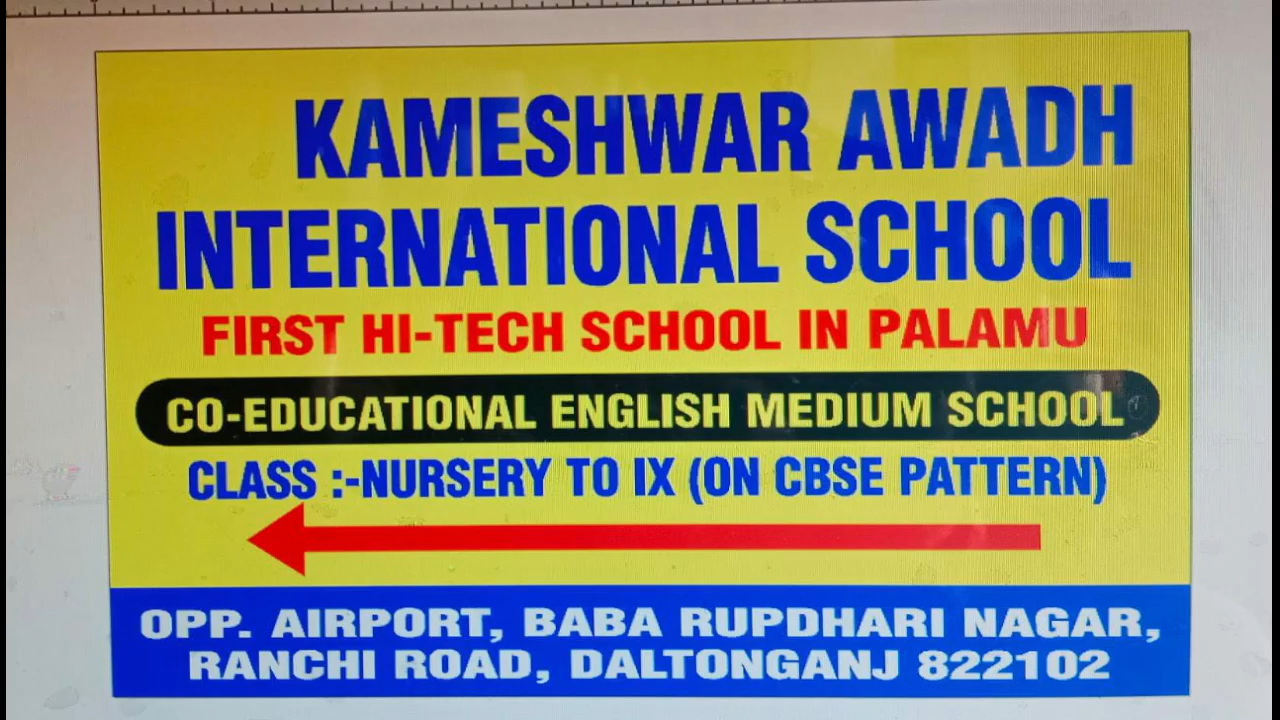 KAMESHWAR AWADH
INTERNATIONAL SCHOOL
FIRST HI-TECH SCHOOL IN PALAMU
CO-EDUCATIONAL ENGLISH MEDIUM SCHOOL
CLASS :-NURSERY TO IX (ON CBSE PATTERN)
OPP. AIRPORT, BABA RUPDHARI NAGAR,
RANCHI ROAD, DALTONGANJ 822102